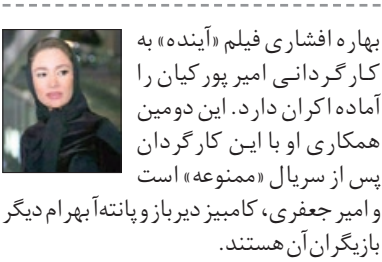 بهاره افشاری فیلم «آینده» به
کارگردانی امیر پورکیان را
آماده اکران دارد. این دومین
همکاری او با این کارگردان
پس از سریال «ممنوعه» است
و امیر جعفری، کامبیز دیرباز و پانته‌آ بهرام دیگر
بازیگران آن هستند.